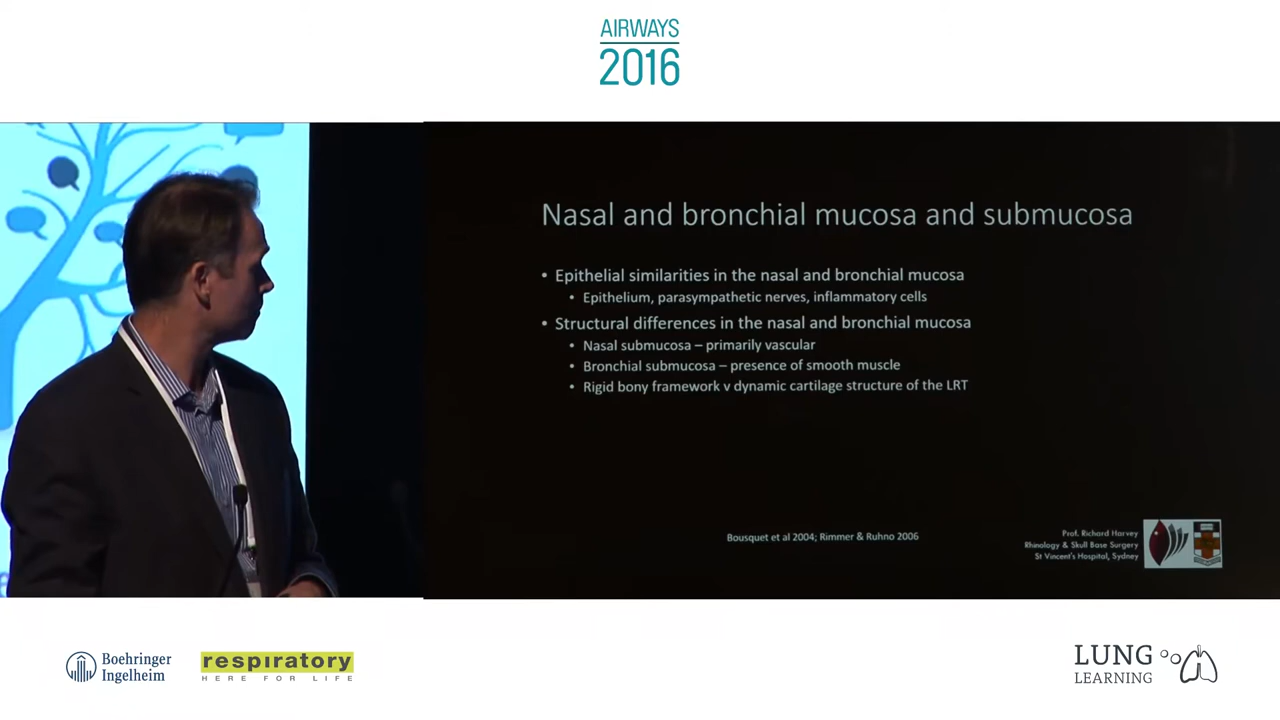 AIRWAYS
2016
Nasal and bronchial mucosa and submucosa
• Epithelial similarities in the nasal and bronchial mucosa
• Epithelium, parasympathetic nerves, inflammatory cells
• Structural differences in the nasal and bronchial mucosa
• Nasal submucosa – primarily vascular
• Bronchial submucosa – presence of smooth muscle
• Rigid bony framework v dynamic cartilage structure of the LRT
Bousquet et al 2004; Rimmer & Ruhno 2006
Prof. Richard Harvey
Rhinology & Skull Base Surgery
St Vincent's Hospital, Sydney
Boehringer
Ingelheim
respiratory
HERE FOR LIFE
LUNG
LEARNING